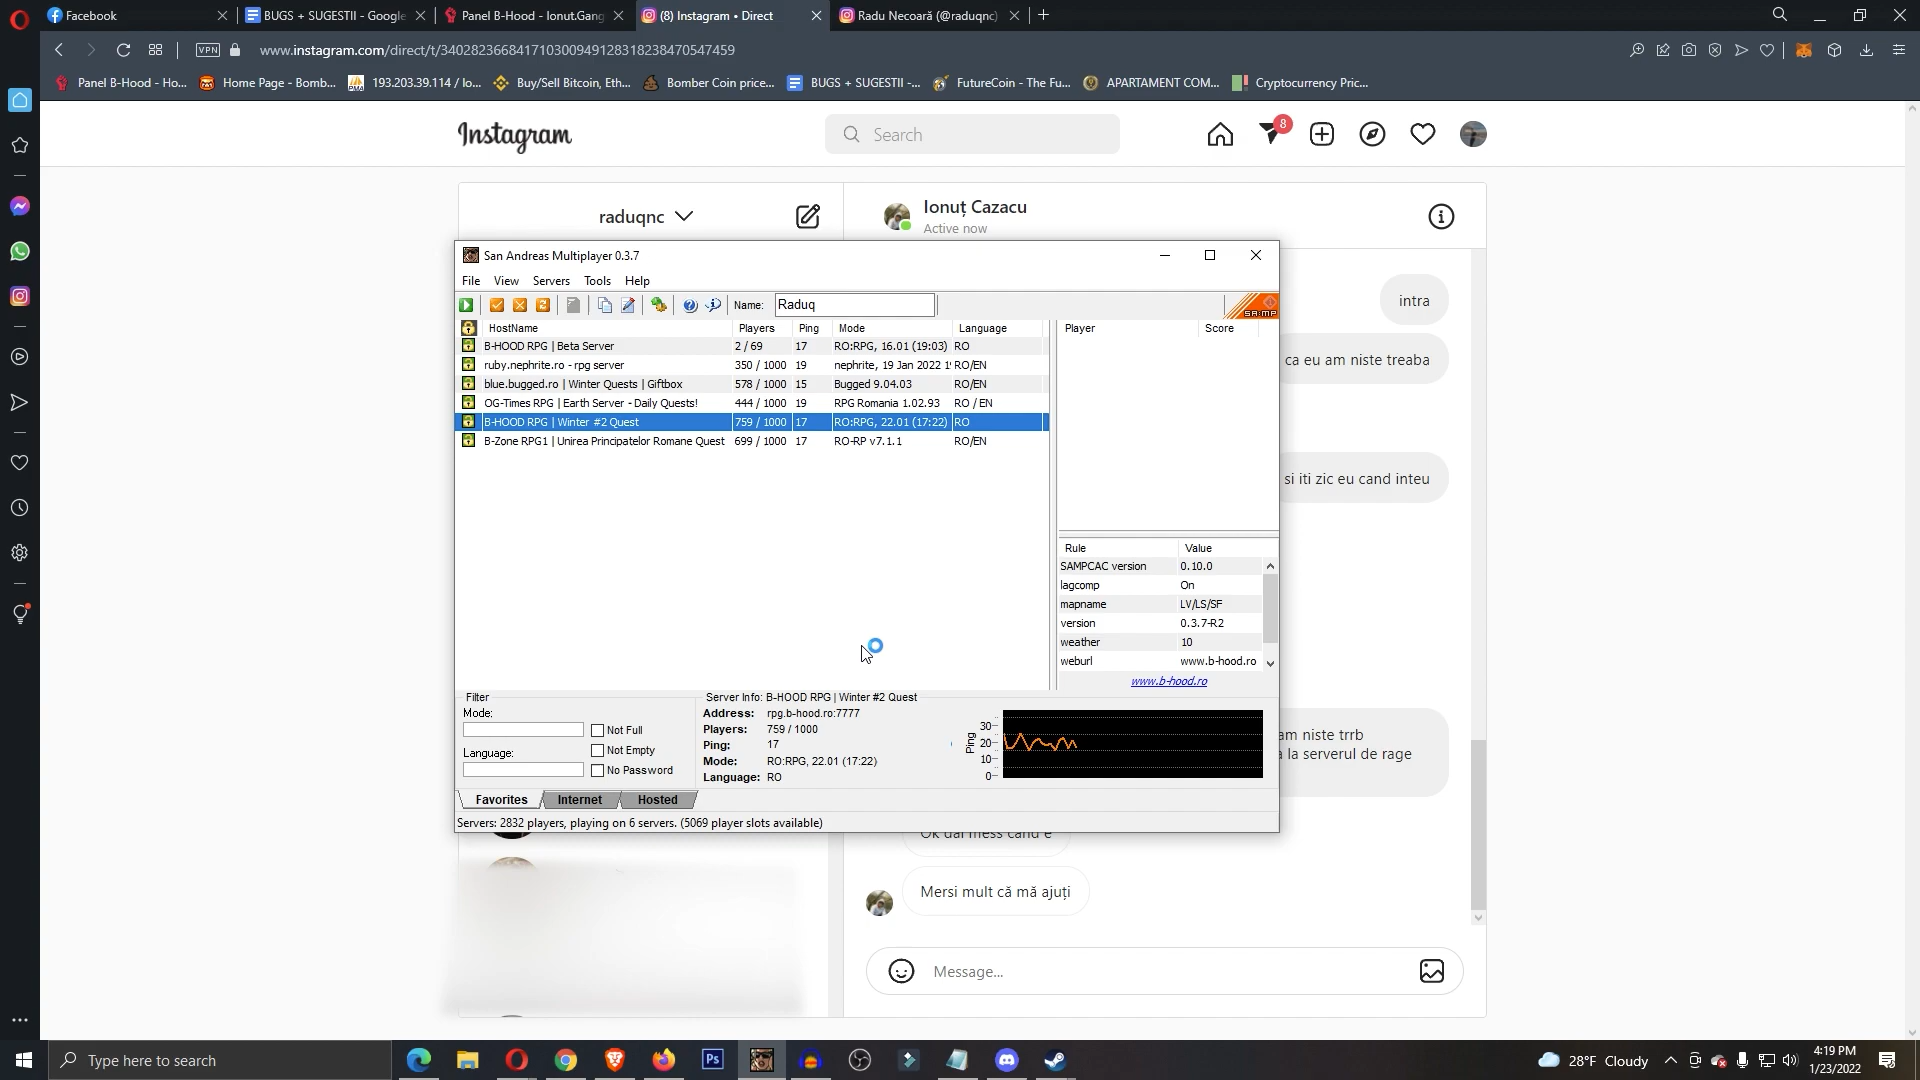 Facebook
BUGS + SUGESTII - Google
Panel B-Hood - Ionut.Gang
(8) Instagram • Direct
Radu Necoară (@raduqnc)
VPN
www.instagram.com/direct/t/340282366841710300949128318238470547459
Panel B-Hood - Ho...
Home Page - Bomb...
193.203.39.114 / lo...
Buy/Sell Bitcoin, Eth...
Bomber Coin price...
BUGS + SUGESTII -...
FutureCoin - The Fu...
APARTAMENT COM...
Cryptocurrency Pric...
Instagram
Search
8
raduqnc
Ionuț Cazacu
Active now
San Andreas Multiplayer 0.3.7
File View Servers Tools Help
Name: Raduq
SA:MP
HostName Players Ping Mode Language
B-HOOD RPG | Beta Server 2 / 69 17 RO:RPG, 16.01 (19:03) RO
ruby.nephrite.ro - rpg server 350 / 1000 19 nephrite, 19 Jan 2022 1 RO/EN
blue.bugged.ro | Winter Quests | Giftbox 578 / 1000 15 Bugged 9.04.03 RO/EN
OG-Times RPG | Earth Server - Daily Quests! 444 / 1000 19 RPG Romania 1.02.93 RO / EN
B-HOOD RPG | Winter #2 Quest 759 / 1000 17 RO:RPG, 22.01 (17:22) RO
B-Zone RPG1 | Unirea Principatelor Romane Quest 699 / 1000 17 RO-RP v7.1.1 RO/EN
Player Score
Rule Value
SAMPCAC version 0.10.0
lagcomp On
mapname LV/LS/SF
version 0.3.7-R2
weather 10
weburl www.b-hood.ro
www.b-hood.ro
Filter
Mode:
Not Full
Not Empty
Language:
No Password
Server Info: B-HOOD RPG | Winter #2 Quest
Address: rpg.b-hood.ro:7777
Players: 759 / 1000
Ping: 17
Mode: RO:RPG, 22.01 (17:22)
Language: RO
Ping
30
20
10
0
Favorites Internet Hosted
Servers: 2832 players, playing on 6 servers. (5069 player slots available)
intra
ca eu am niste treaba
si iti zic eu cand inteu
am niste trrb
la serverul de rage
Ok dai mess cand e
Mersi mult că mă ajuți
Message...
Type here to search
Ps
28°F Cloudy
4:19 PM
1/23/2022